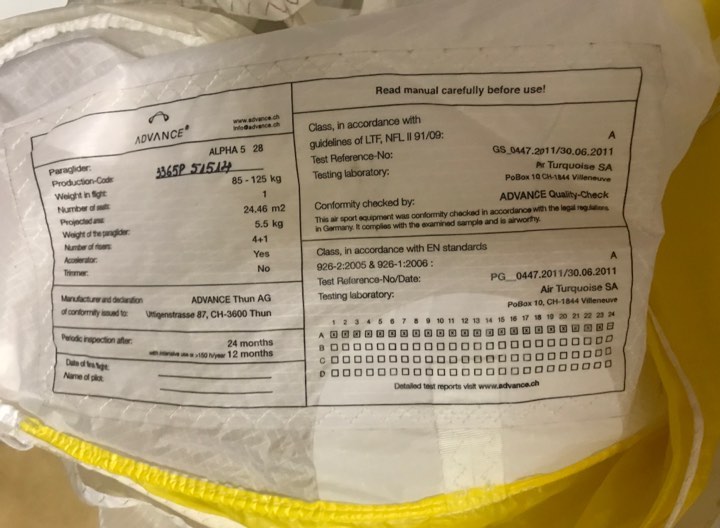 ADVANCE®
www.advance.ch
info@advance.ch
Paraglider: ALPHA 5 28
Production-Code: 3365P 51514
Weight in flight: 85 - 125 kg
Number of seats: 1
Projected area: 24.46 m2
Weight of the paraglider: 5.5 kg
Number of risers: 4+1
Accelerator: Yes
Trimmer: No
Manufacturer and declaration ADVANCE Thun AG
of conformity issued to: Uttigenstrasse 87, CH-3600 Thun
Periodic inspection after: 24 months
with intensive use or >150 h/year 12 months
Date of first flight:
Name of pilot:
Read manual carefully before use!
Class, in accordance with
guidelines of LTF, NFL II 91/09: A
Test Reference-No: GS_0447.2011/30.06.2011
Testing laboratory: Air Turquoise SA
PoBox 10, CH-1844 Villeneuve
Conformity checked by: ADVANCE Quality-Check
This air sport equipment was conformity checked in accordance with the legal regulations
in Germany. It complies with the examined sample and is airworthy.
Class, in accordance with EN standards
926-2:2005 & 926-1:2006 : A
Test Reference-No/Date: PG_0447.2011/30.06.2011
Testing laboratory: Air Turquoise SA
PoBox 10, CH-1844 Villeneuve
1 2 3 4 5 6 7 8 9 10 11 12 13 14 15 16 17 18 19 20 21 22 23 24
A
B
C
D
Detailed test reports visit www.advance.ch